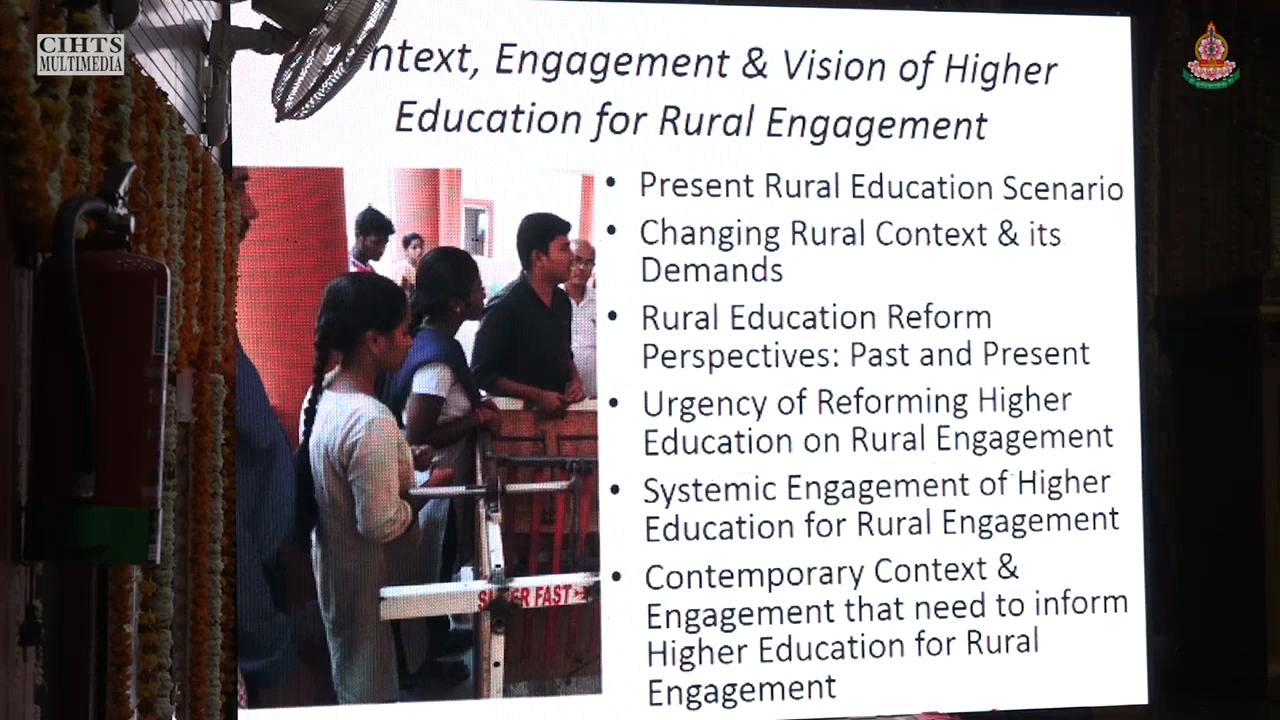 CIHTS
MULTIMEDIA
ntext, Engagement & Vision of Higher
Education for Rural Engagement
• Present Rural Education Scenario
• Changing Rural Context & its
Demands
• Rural Education Reform
Perspectives: Past and Present
• Urgency of Reforming Higher
Education on Rural Engagement
• Systemic Engagement of Higher
Education for Rural Engagement
• Contemporary Context &
Engagement that need to inform
Higher Education for Rural
Engagement
FAST